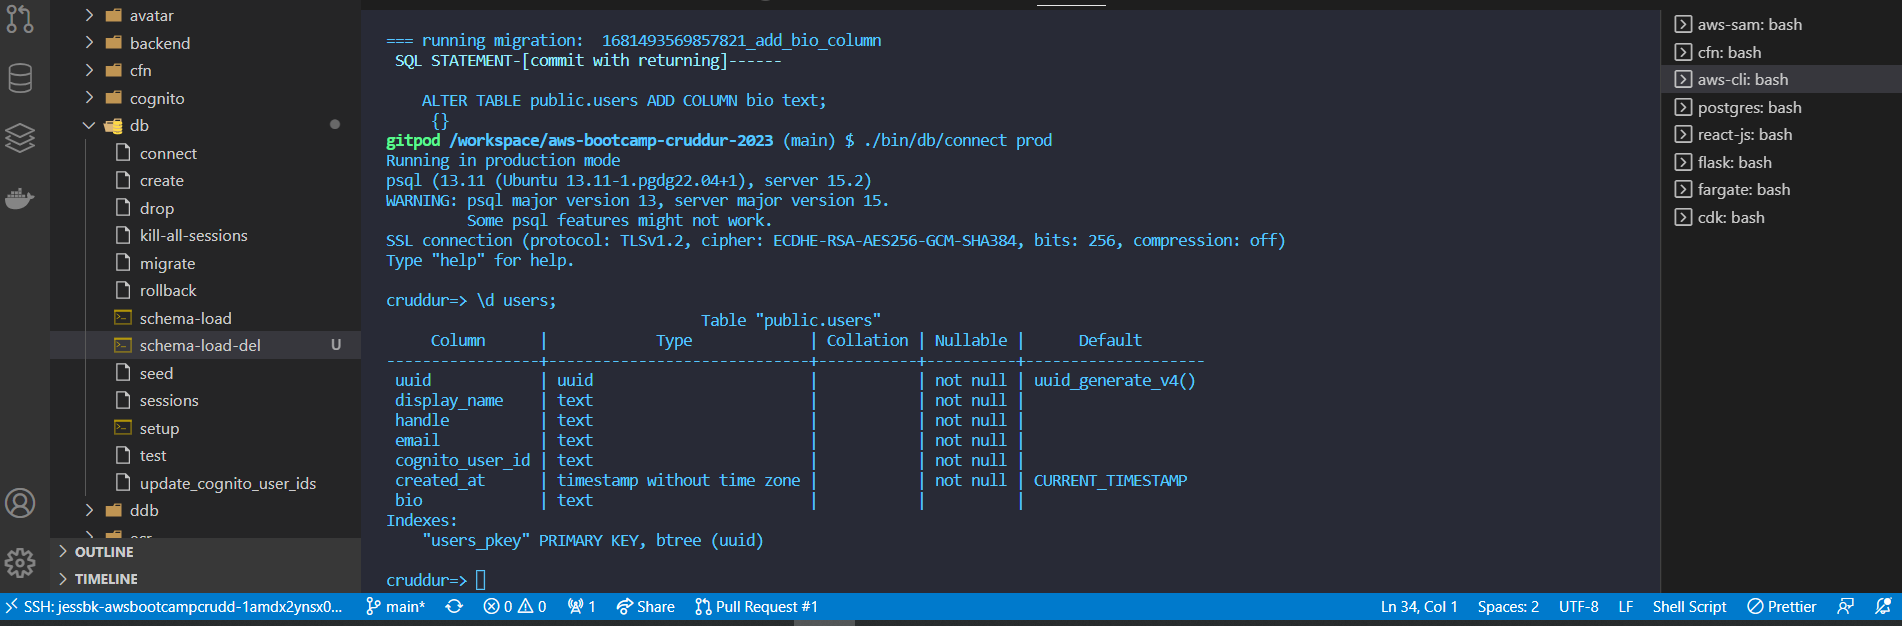 avatar
backend
cfn
cognito
db
connect
create
drop
kill-all-sessions
migrate
rollback
schema-load
schema-load-del U
seed
sessions
setup
test
update_cognito_user_ids
ddb
OUTLINE
TIMELINE
=== running migration:  1681493569857821_add_bio_column
 SQL STATEMENT-[commit with returning]------
    ALTER TABLE public.users ADD COLUMN bio text;
     {}
gitpod /workspace/aws-bootcamp-cruddur-2023 (main) $ ./bin/db/connect prod
Running in production mode
psql (13.11 (Ubuntu 13.11-1.pgdg22.04+1), server 15.2)
WARNING: psql major version 13, server major version 15.
         Some psql features might not work.
SSL connection (protocol: TLSv1.2, cipher: ECDHE-RSA-AES256-GCM-SHA384, bits: 256, compression: off)
Type "help" for help.
cruddur=> \d users;
                                   Table "public.users"
     Column      |            Type             | Collation | Nullable |      Default
-----------------+-----------------------------+-----------+----------+--------------------
 uuid            | uuid                        |           | not null | uuid_generate_v4()
 display_name    | text                        |           | not null |
 handle          | text                        |           | not null |
 email           | text                        |           | not null |
 cognito_user_id | text                        |           | not null |
 created_at      | timestamp without time zone |           | not null | CURRENT_TIMESTAMP
 bio             | text                        |           |          |
Indexes:
    "users_pkey" PRIMARY KEY, btree (uuid)
cruddur=>
aws-sam: bash
cfn: bash
aws-cli: bash
postgres: bash
react-js: bash
flask: bash
fargate: bash
cdk: bash
SSH: jessbk-awsbootcampcrudd-1amdx2ynsx0... main* 0 0 1 Share Pull Request #1 Ln 34, Col 1 Spaces: 2 UTF-8 LF Shell Script Prettier